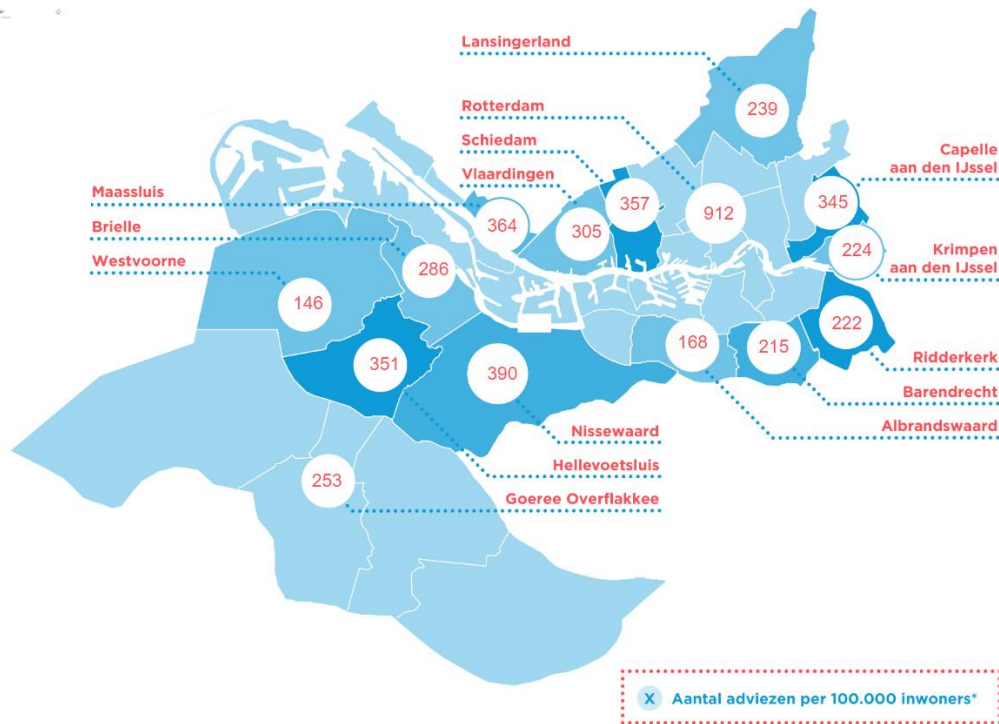 Lansingerland
239
Rotterdam
Schiedam
Vlaardingen
Capelle
aan den IJssel
Maassluis
364
305
357
912
345
Brielle
286
224
Krimpen
aan den IJssel
Westvoorne
146
222
351
390
168
215
Ridderkerk
Barendrecht
Albrandswaard
Nissewaard
Hellevoetsluis
253
Goeree Overflakkee
X Aantal adviezen per 100.000 inwoners*